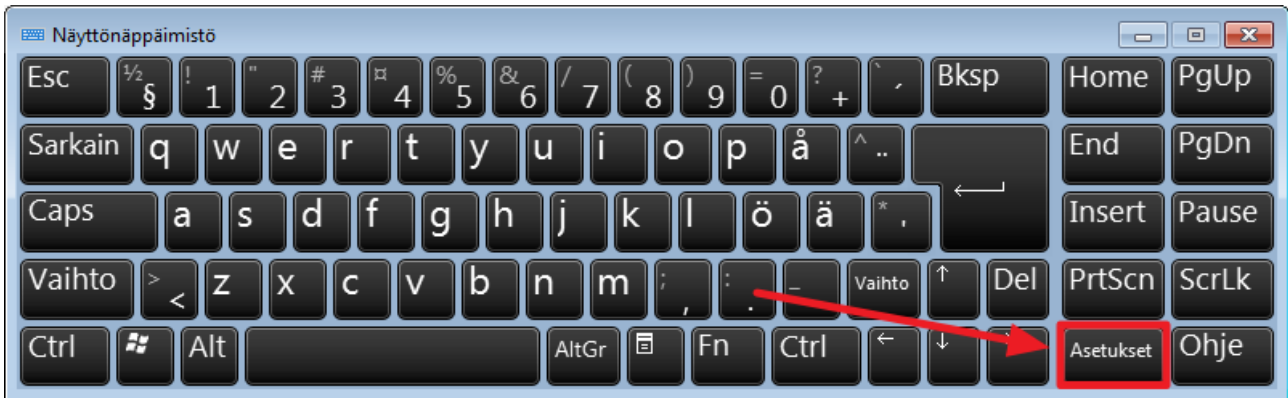 Näyttönäppäimistö
Esc ½ § ! 1 " 2 # 3 ¤ 4 % 5 & 6 / 7 ( 8 ) 9 = 0 ? + ` ´ Bksp Home PgUp
Sarkain q w e r t y u i o p å ^ ¨ End PgDn
Caps a s d f g h j k l ö ä * ' Insert Pause
Vaihto > < z x c v b n m ; , : . _ Vaihto ↑ Del PrtScn ScrLk
Ctrl Alt AltGr Fn Ctrl ← ↓ Asetukset Ohje